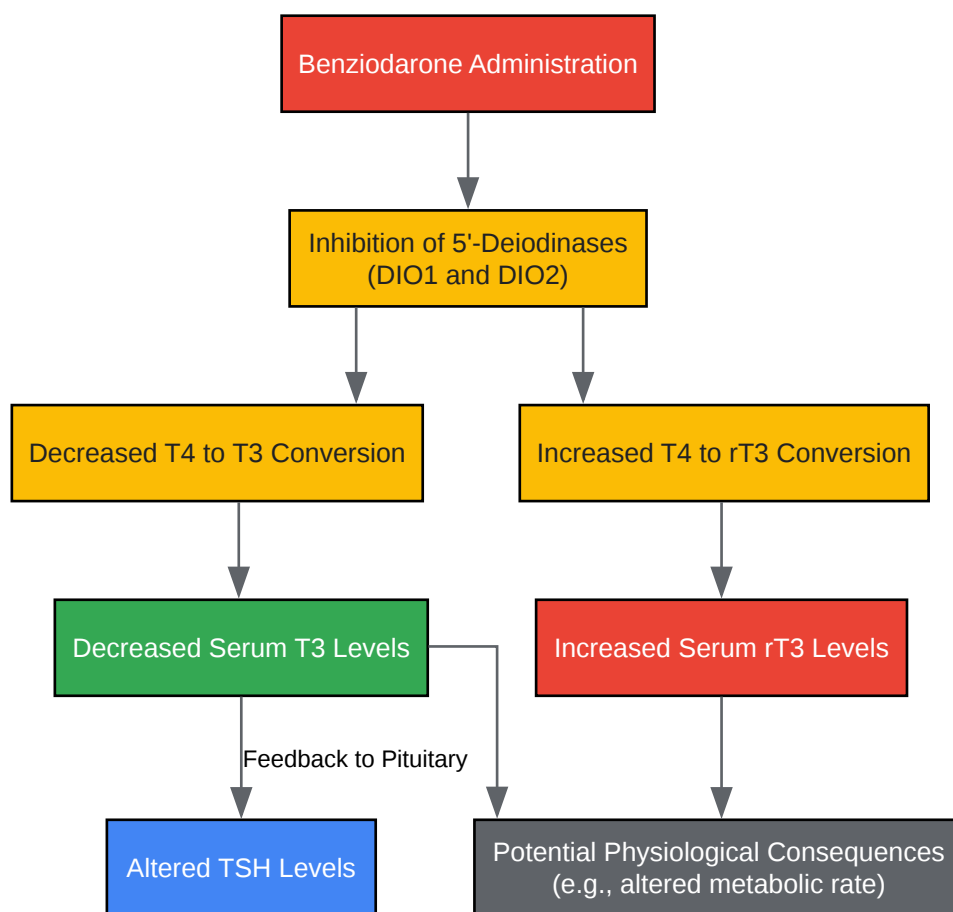 Benziodarone Administration
Inhibition of 5'-Deiodinases
(DIO1 and DIO2)
Decreased T4 to T3 Conversion
Increased T4 to rT3 Conversion
Decreased Serum T3 Levels
Increased Serum rT3 Levels
Feedback to Pituitary
Altered TSH Levels
Potential Physiological Consequences
(e.g., altered metabolic rate)